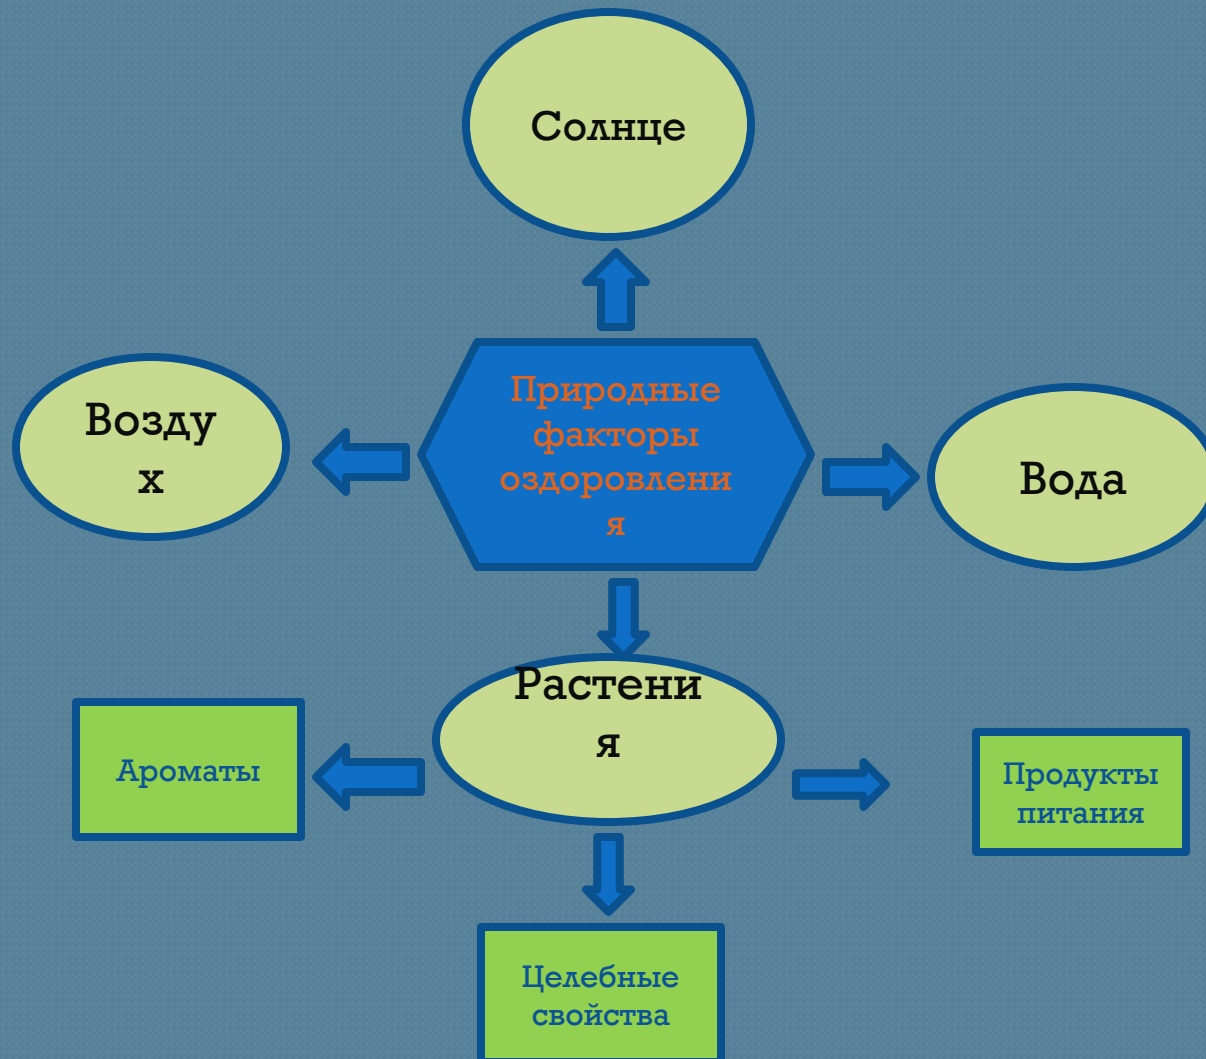 Солнце
Природные
факторы
оздоровлени
я
Возду
х
Вода
Растени
я
Ароматы
Продукты
питания
Целебные
свойства